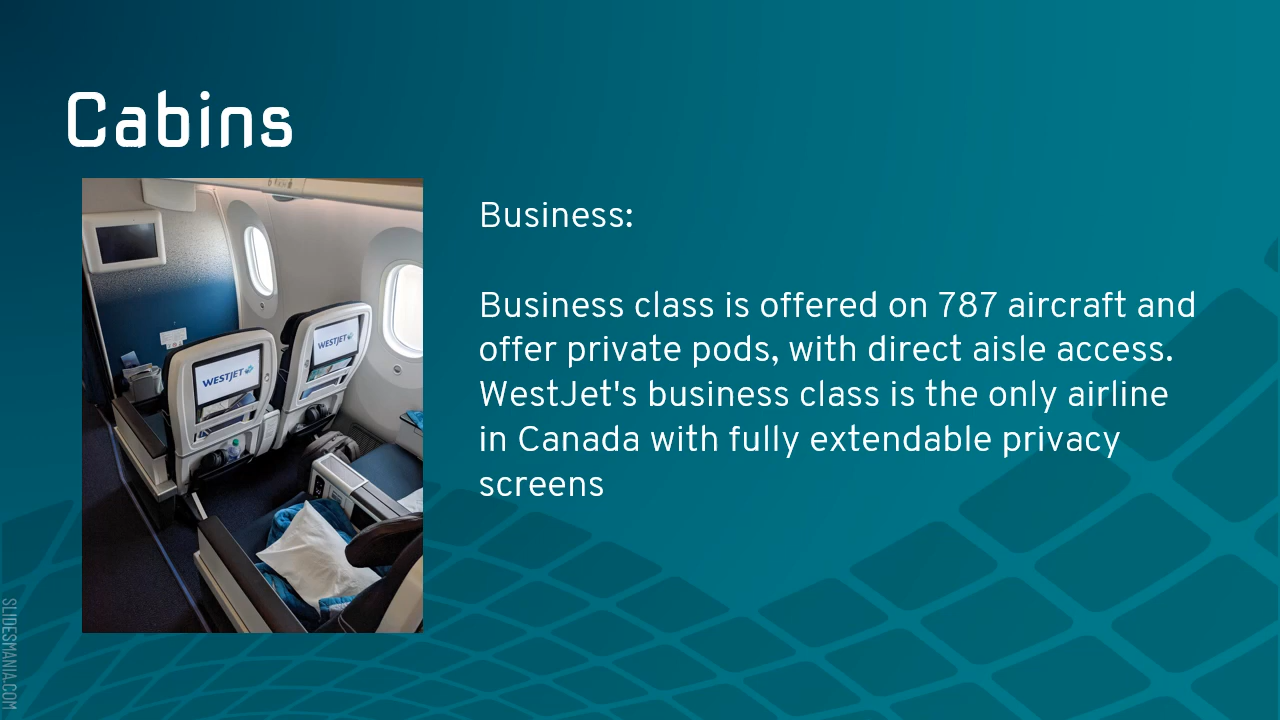 Cabins
WESTJET
WESTJET
Business:
Business class is offered on 787 aircraft and
offer private pods, with direct aisle access.
WestJet's business class is the only airline
in Canada with fully extendable privacy
screens
SLIDESMANIA.COM